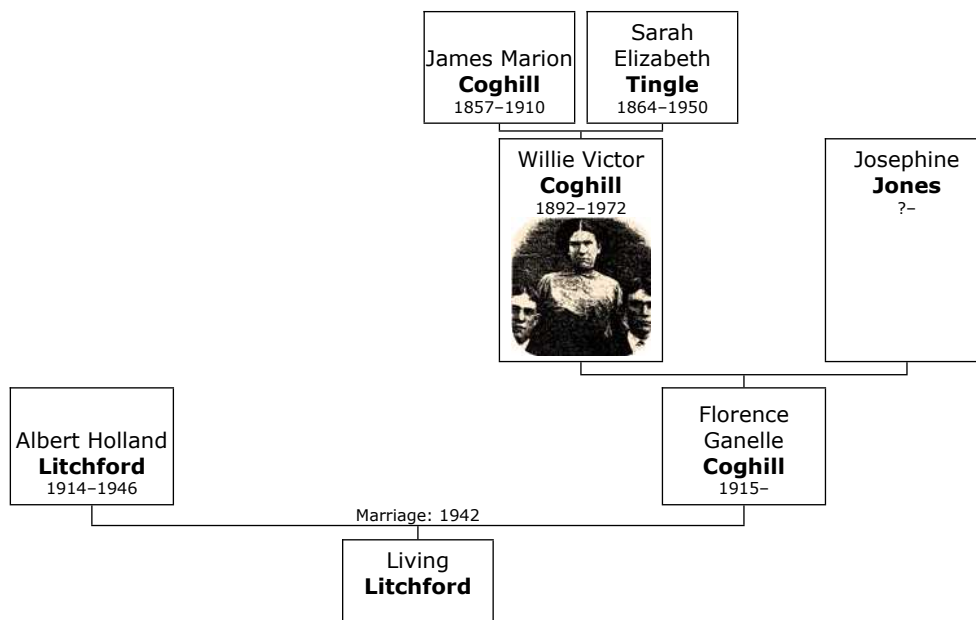 James Marion
Coghill
1857–1910
Sarah
Elizabeth
Tingle
1864–1950
Willie Victor
Coghill
1892–1972
Josephine
Jones
?–
Albert Holland
Litchford
1914–1946
Florence
Ganelle
Coghill
1915–
Marriage: 1942
Living
Litchford